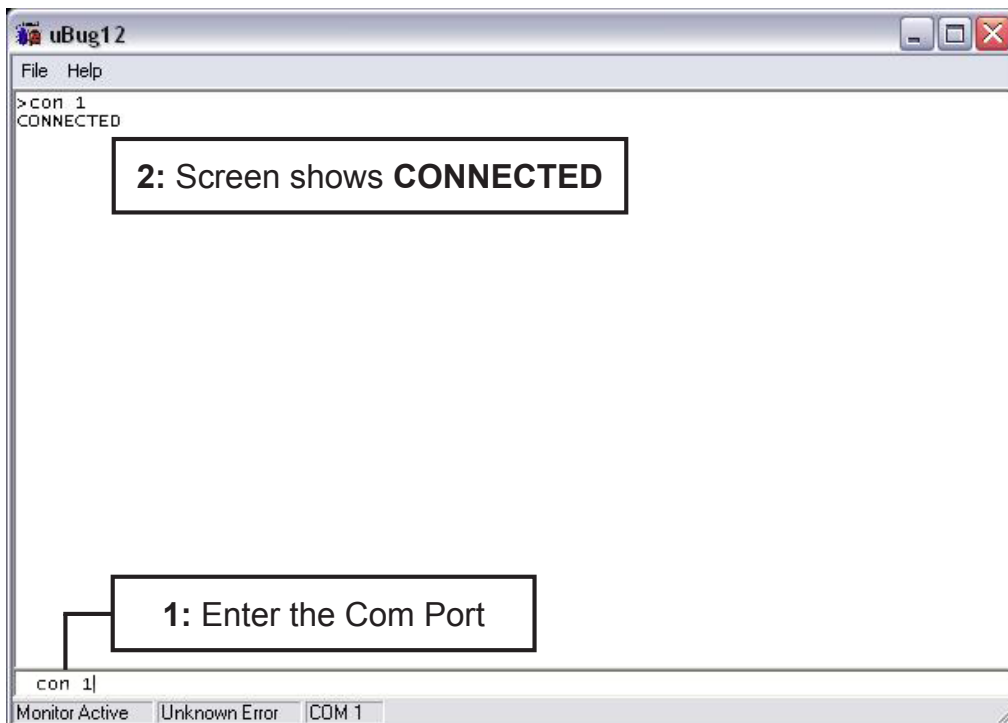 uBug12
File Help
>con 1
CONNECTED
2: Screen shows CONNECTED
1: Enter the Com Port
con 1
Monitor Active Unknown Error COM 1